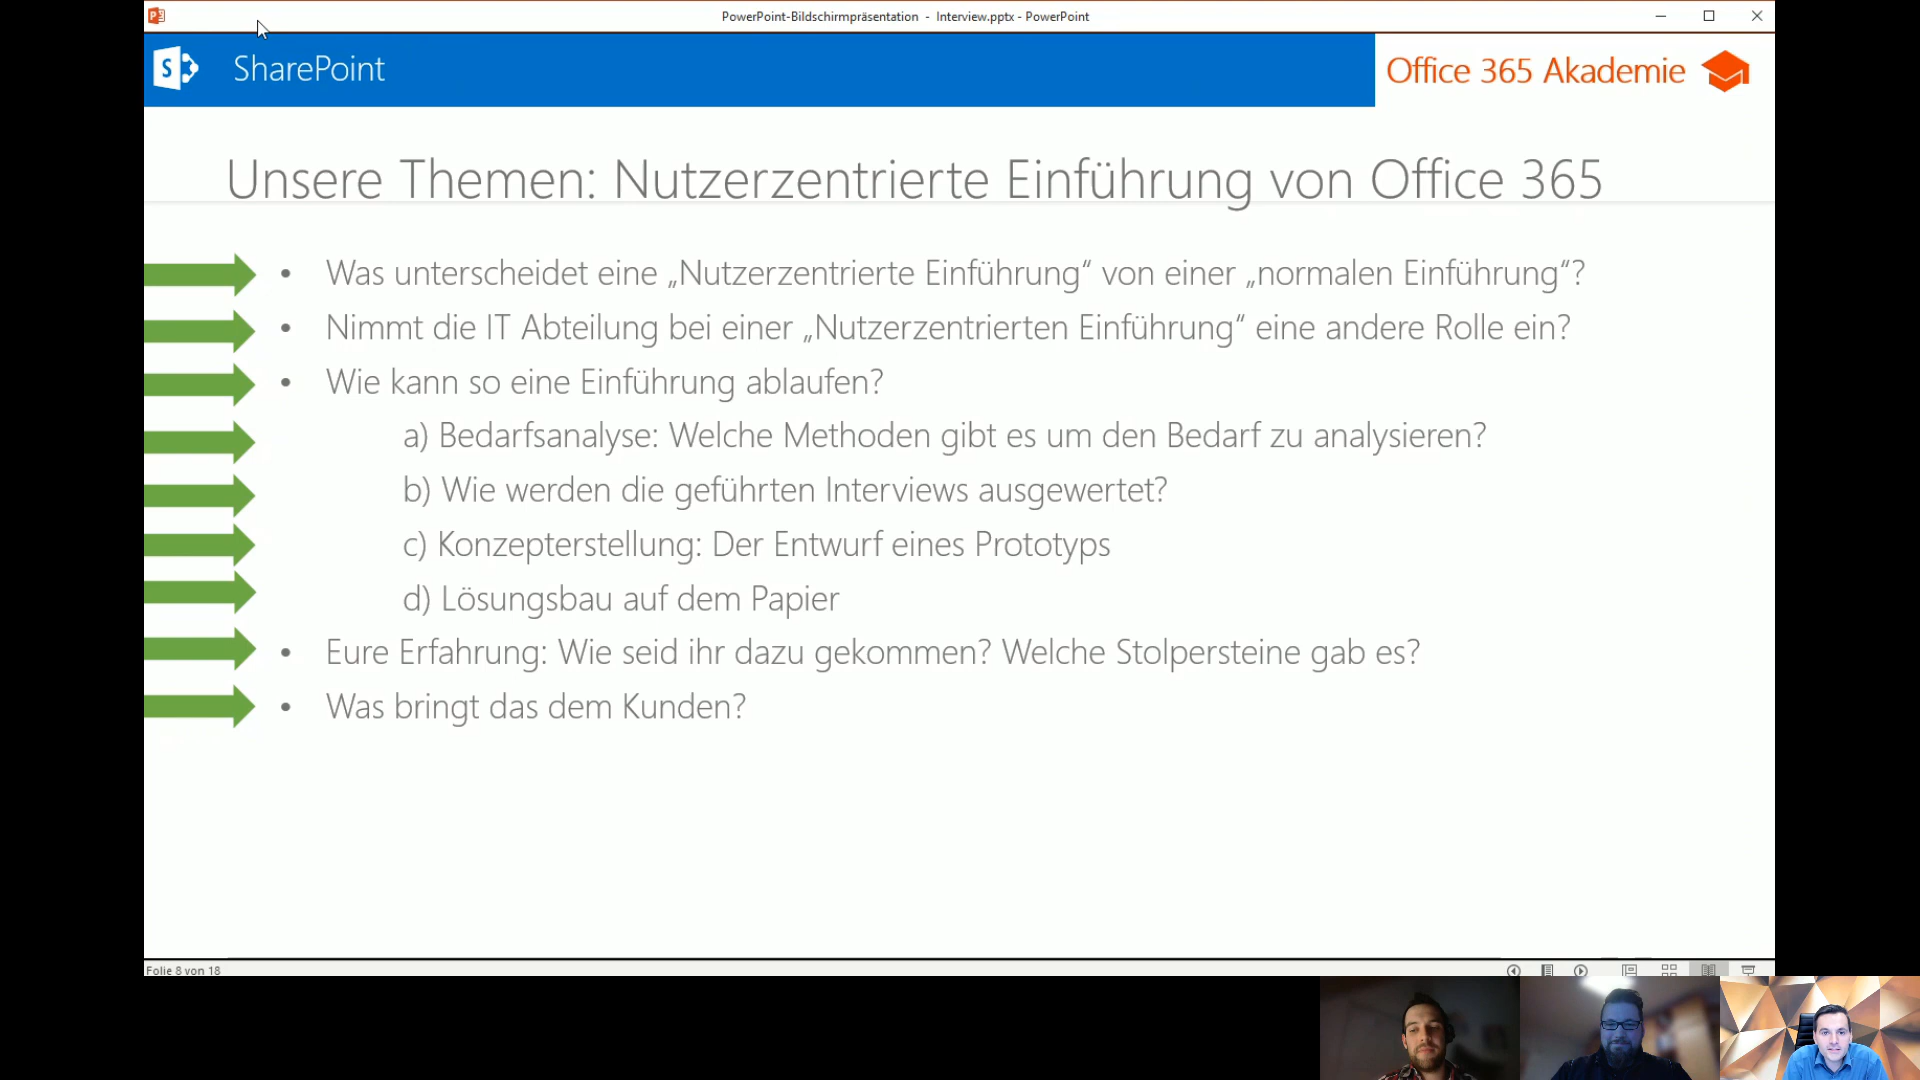 PowerPoint-Bildschirmpräsentation - Interview.pptx - PowerPoint
S SharePoint
Office 365 Akademie
Unsere Themen: Nutzerzentrierte Einführung von Office 365
• Was unterscheidet eine „Nutzerzentrierte Einführung“ von einer „normalen Einführung“?
• Nimmt die IT Abteilung bei einer „Nutzerzentrierten Einführung“ eine andere Rolle ein?
• Wie kann so eine Einführung ablaufen?
a) Bedarfsanalyse: Welche Methoden gibt es um den Bedarf zu analysieren?
b) Wie werden die geführten Interviews ausgewertet?
c) Konzepterstellung: Der Entwurf eines Prototyps
d) Lösungsbau auf dem Papier
• Eure Erfahrung: Wie seid ihr dazu gekommen? Welche Stolpersteine gab es?
• Was bringt das dem Kunden?
Folie 8 von 18